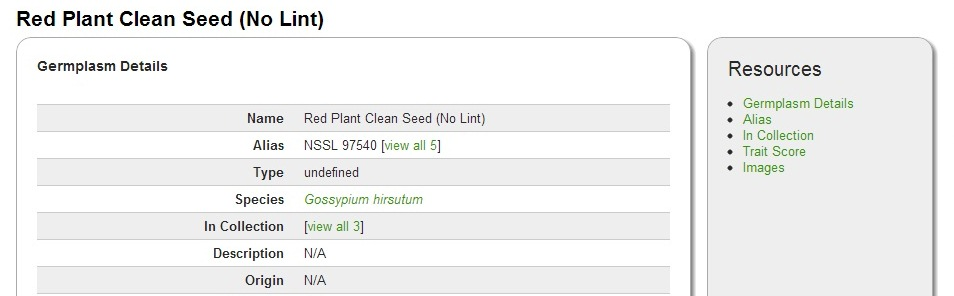 Red Plant Clean Seed (No Lint)
Germplasm Details
Name Red Plant Clean Seed (No Lint)
Alias NSSL 97540 [view all 5]
Type undefined
Species Gossypium hirsutum
In Collection [view all 3]
Description N/A
Origin N/A
Resources
Germplasm Details
Alias
In Collection
Trait Score
Images